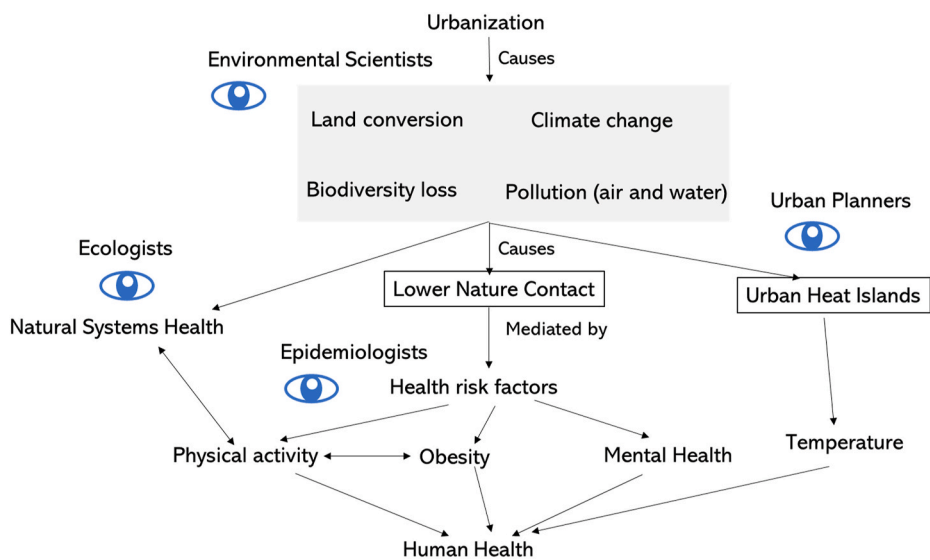 Urbanization
Environmental Scientists
Causes
Land conversion
Climate change
Biodiversity loss
Pollution (air and water)
Urban Planners
Ecologists
Causes
Lower Nature Contact
Urban Heat Islands
Natural Systems Health
Mediated by
Epidemiologists
Health risk factors
Physical activity
Obesity
Mental Health
Temperature
Human Health